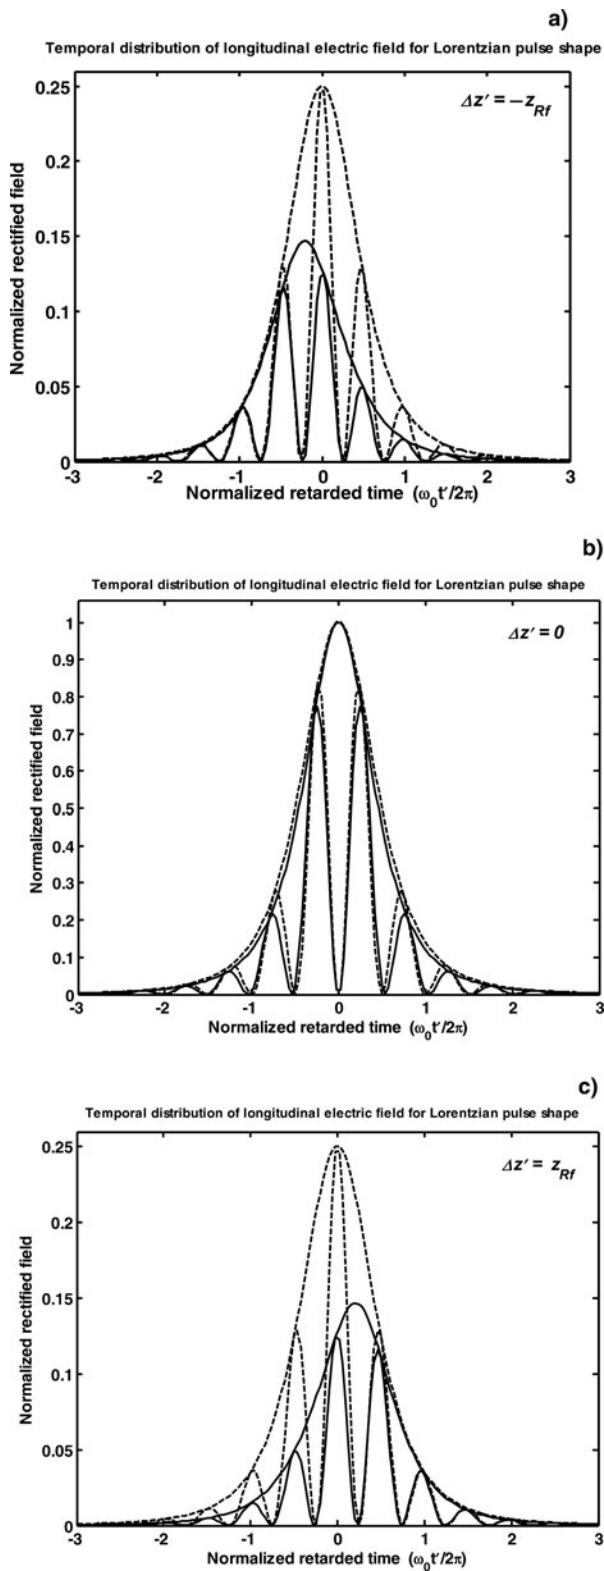 a)
Temporal distribution of longitudinal electric field for Lorentzian pulse shape
Δz′ = −z_Rf
Normalized rectified field
0.25
0.2
0.15
0.1
0.05
0
-3 -2 -1 0 1 2 3
Normalized retarded time (ω₀t′/2π)
b)
Temporal distribution of longitudinal electric field for Lorentzian pulse shape
Δz′ = 0
Normalized rectified field
1
0.9
0.8
0.7
0.6
0.5
0.4
0.3
0.2
0.1
0
-3 -2 -1 0 1 2 3
Normalized retarded time (ω₀t′/2π)
c)
Temporal distribution of longitudinal electric field for Lorentzian pulse shape
Δz′ = z_Rf
Normalized rectified field
0.25
0.2
0.15
0.1
0.05
0
-3 -2 -1 0 1 2 3
Normalized retarded time (ω₀t′/2π)